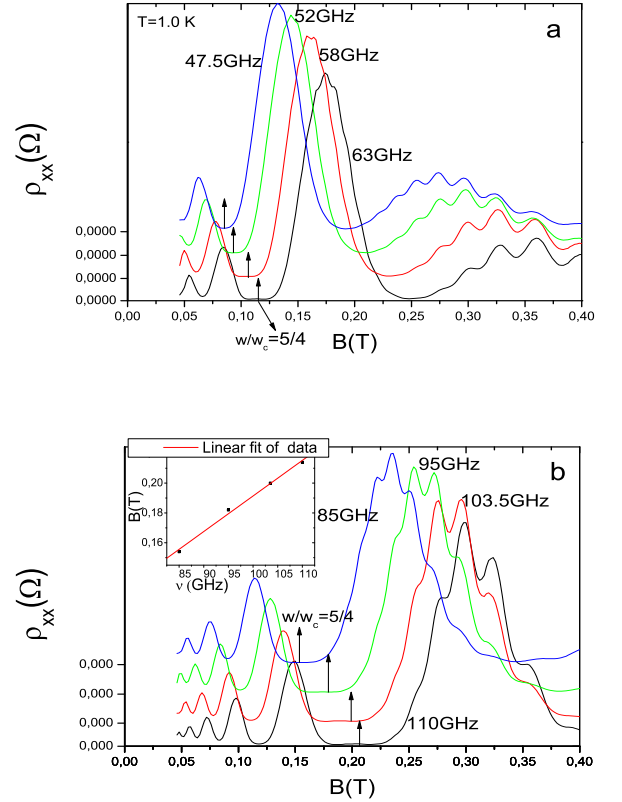 T=1.0 K
52GHz
a
47.5GHz
58GHz
63GHz
ρxx(Ω)
0,0000
0,0000
0,0000
0,0000
0,00 0,05 0,10 0,15 0,20 0,25 0,30 0,35 0,40
w/wc=5/4
B(T)
Linear fit of data
b
95GHz
0,20
0,18
0,16
B(T)
85GHz
103.5GHz
85 90 95 100 105 110
ν (GHz)
w/wc=5/4
ρxx(Ω)
0,000
0,000
0,000
0,000
110GHz
0,00 0,05 0,10 0,15 0,20 0,25 0,30 0,35 0,40
B(T)